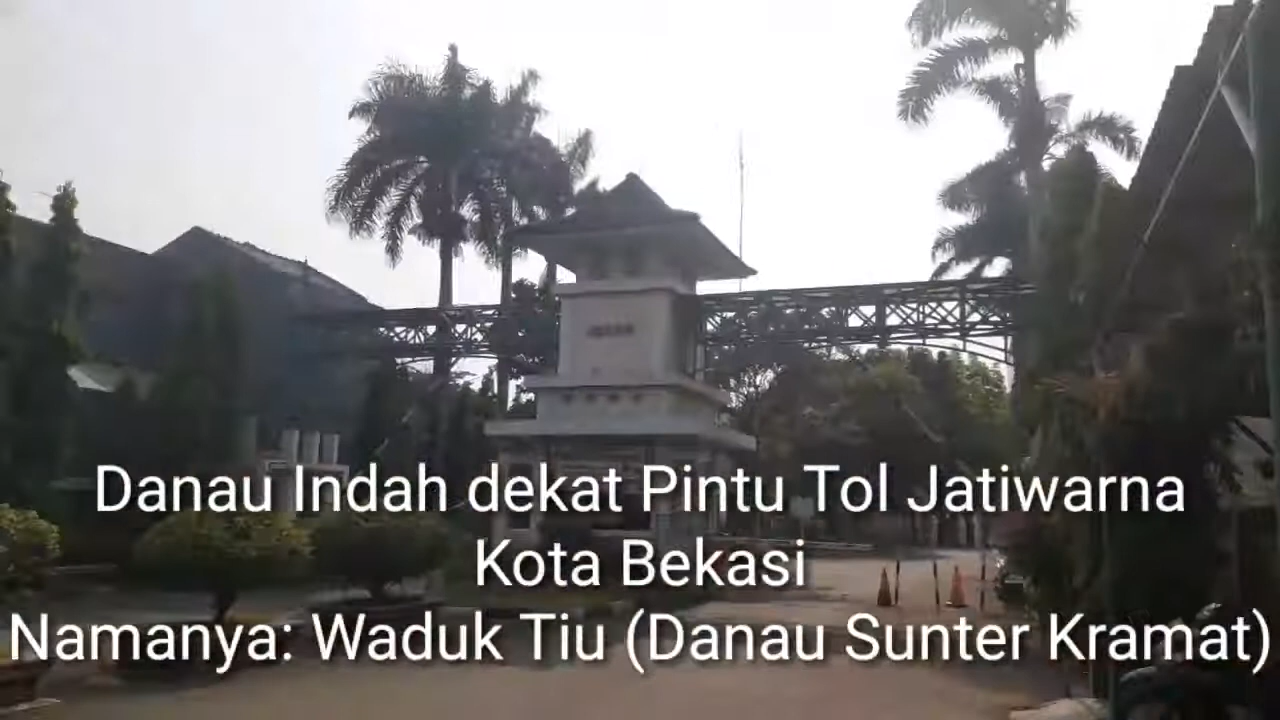 Danau Indah dekat Pintu Tol Jatiwarna
Kota Bekasi
Namanya: Waduk Tiu (Danau Sunter Kramat)